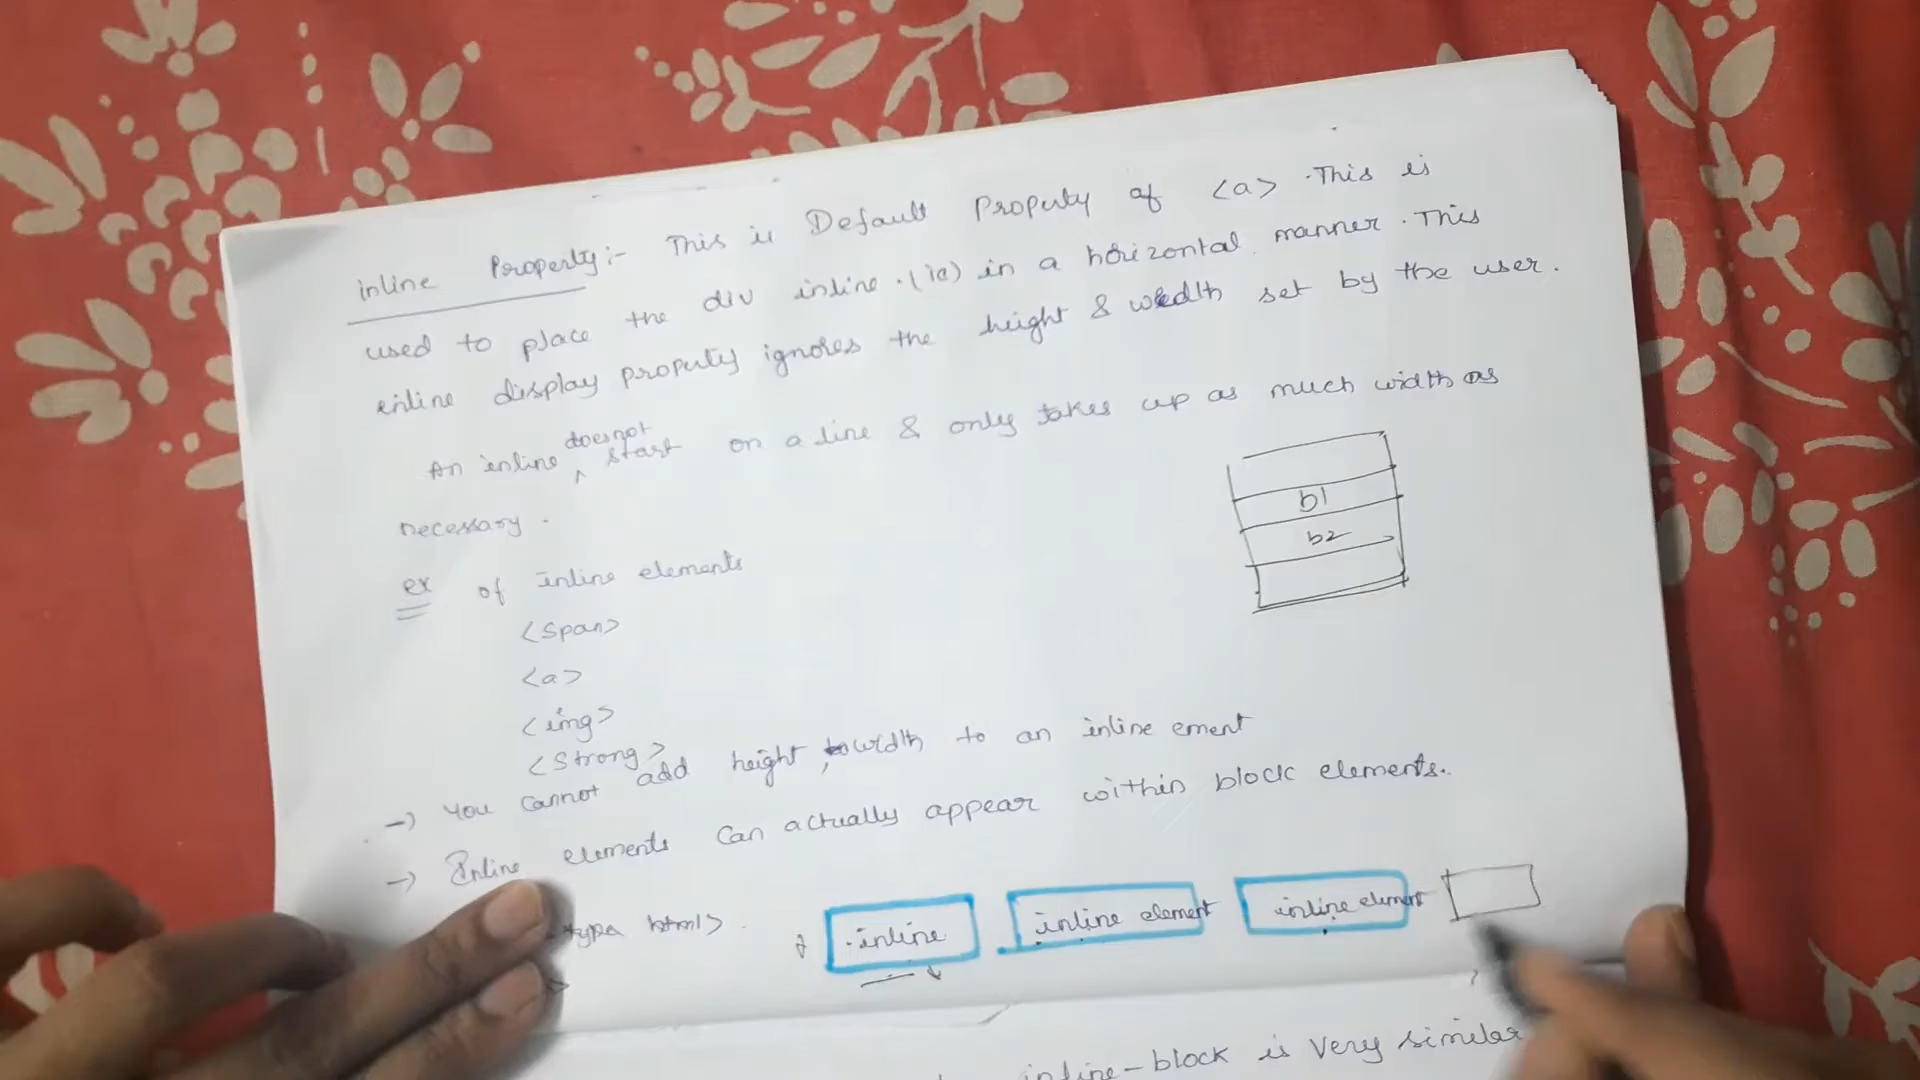 inline Property:- This is Default Property of <a>. This is
used to place the div inline. (ie) in a horizontal manner. This
inline display property ignores the height & width set by the user.
An inline doesnot start on a line & only takes up as much width as
necessary.
b1
b2
ex of inline elements
<span>
<a>
<img>
<strong>
→ You cannot add height, width to an inline ement
→ Inline elements can actually appear within block elements.
type html>.
inline inline element inline element
inline-block is very similar